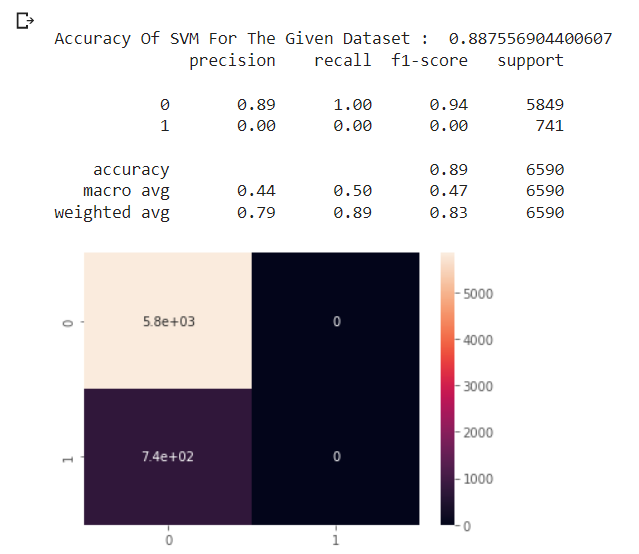 Accuracy Of SVM For The Given Dataset :  0.887556904400607
precision recall f1-score support
0 0.89 1.00 0.94 5849
1 0.00 0.00 0.00 741
accuracy 0.89 6590
macro avg 0.44 0.50 0.47 6590
weighted avg 0.79 0.89 0.83 6590
0 5.8e+03 0
1 7.4e+02 0
0 1
5000
4000
3000
2000
1000
0